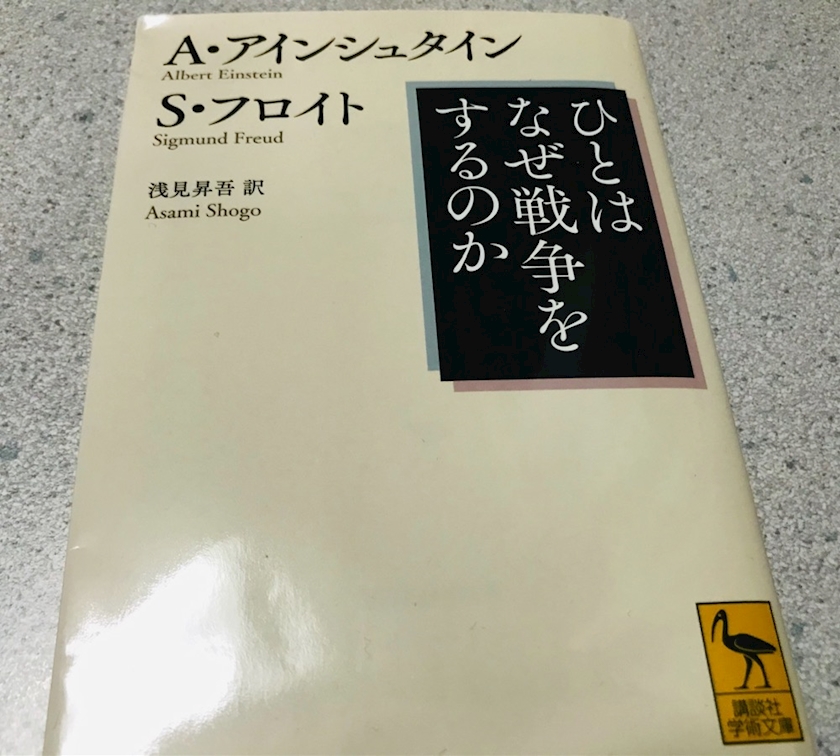 A・アインシュタイン
Albert Einstein
S・フロイト
Sigmund Freud
浅見昇吾 訳
Asami Shogo
ひとは
なぜ戦争を
するのか
講談社
学術文庫